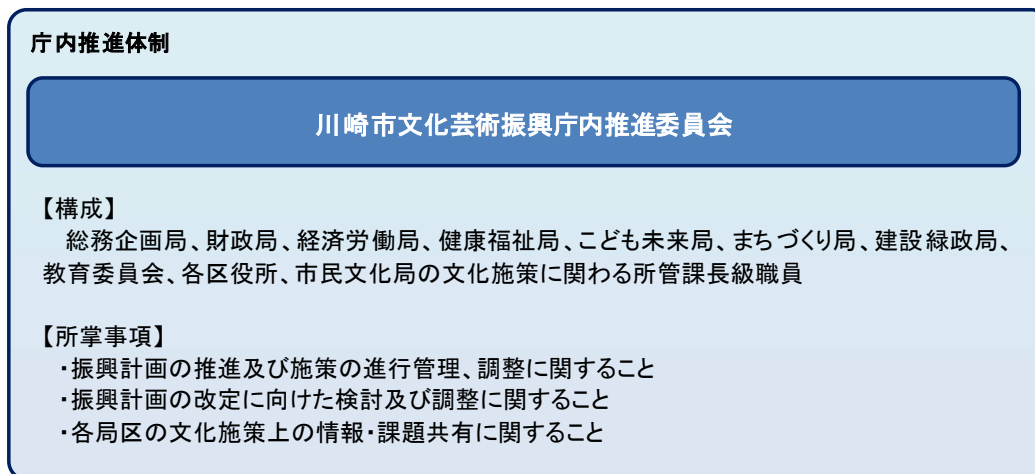 庁内推進体制
川崎市文化芸術振興庁内推進委員会
【構成】
総務企画局、財政局、経済労働局、健康福祉局、こども未来局、まちづくり局、建設緑政局、
教育委員会、各区役所、市民文化局の文化施策に関わる所管課長級職員
【所掌事項】
・振興計画の推進及び施策の進行管理、調整に関すること
・振興計画の改定に向けた検討及び調整に関すること
・各局区の文化施策上の情報・課題共有に関すること